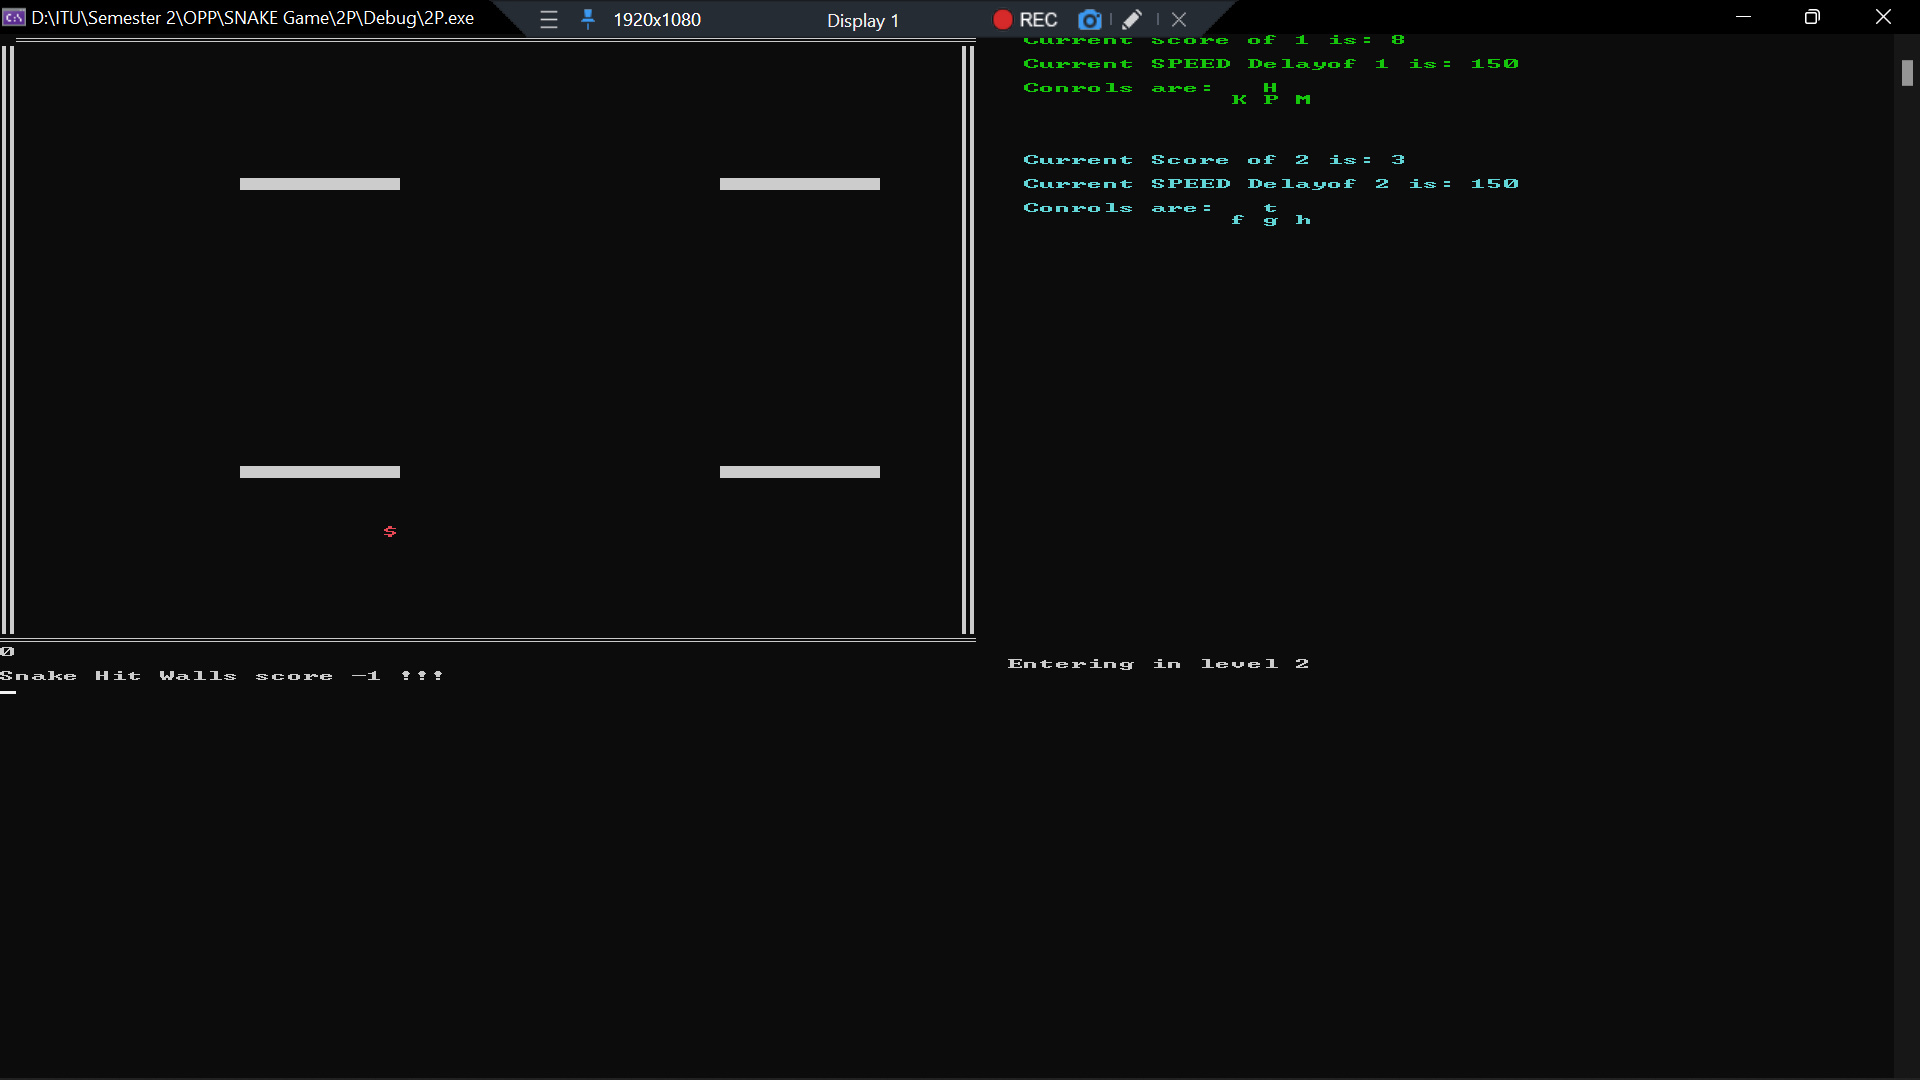 D:\ITU\Semester 2\OPP\SNAKE Game\2P\Debug\2P.exe
1920x1080
Display 1
REC
Current Score of 1 is: 8
Current SPEED Delayof 1 is: 150
Conrols are: H
K P M
Current Score of 2 is: 3
Current SPEED Delayof 2 is: 150
Conrols are: t
f g h
$
0
Entering in level 2
Snake Hit Walls score -1 !!!